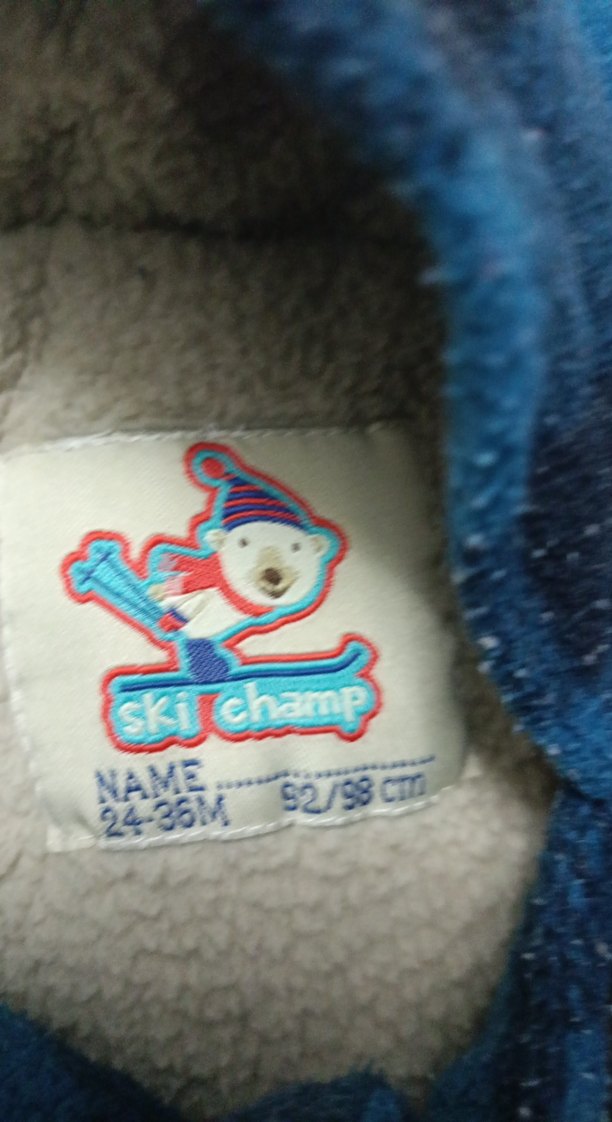 ski champ
NAME ....................
24-36M 92/98 cm